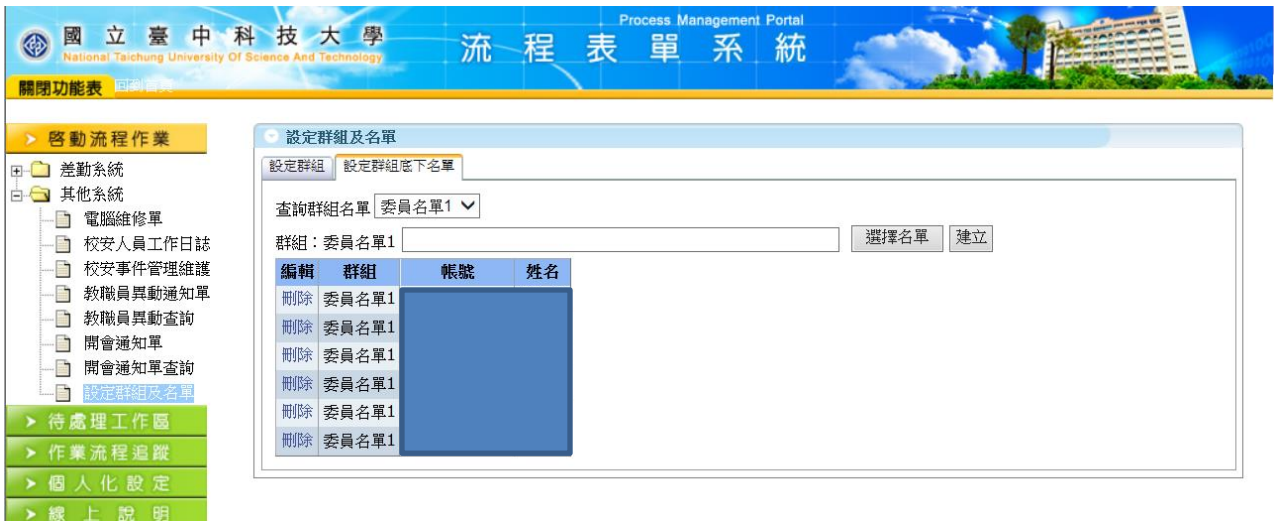 Process Management Portal
國立臺中科技大學
National Taichung University Of Science And Technology
流程表單系統
關閉功能表 回到首頁
啓動流程作業
差勤系統
其他系統
電腦維修單
校安人員工作日誌
校安事件管理維護
教職員異動通知單
教職員異動查詢
開會通知單
開會通知單查詢
設定群組及名單
待處理工作區
作業流程追蹤
個人化設定
線上說明
設定群組及名單
設定群組 設定群組底下名單
查詢群組名單 委員名單1
群組：委員名單1 選擇名單 建立
編輯 群組 帳號 姓名
刪除 委員名單1
刪除 委員名單1
刪除 委員名單1
刪除 委員名單1
刪除 委員名單1
刪除 委員名單1